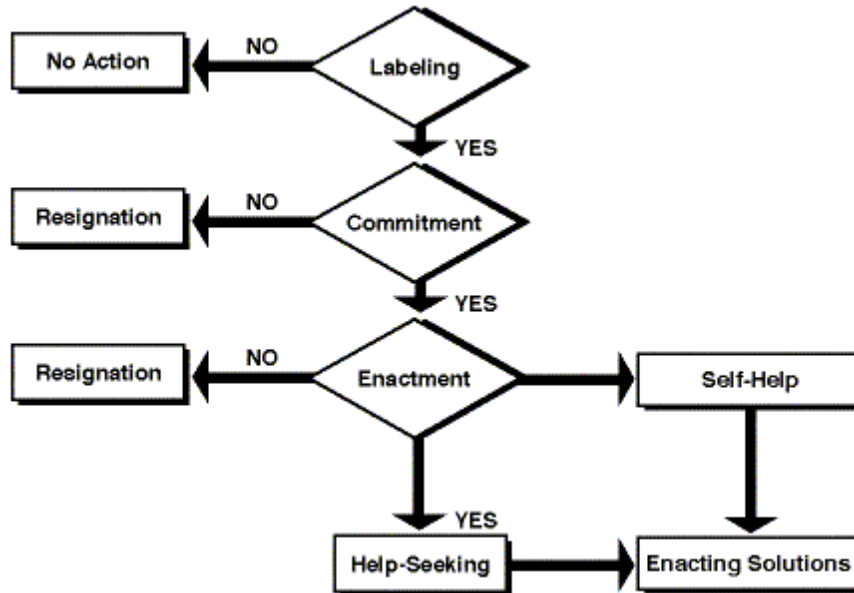 NO
No Action
Labeling
YES
NO
Resignation
Commitment
YES
NO
Resignation
Enactment
Self-Help
YES
Help-Seeking
Enacting Solutions